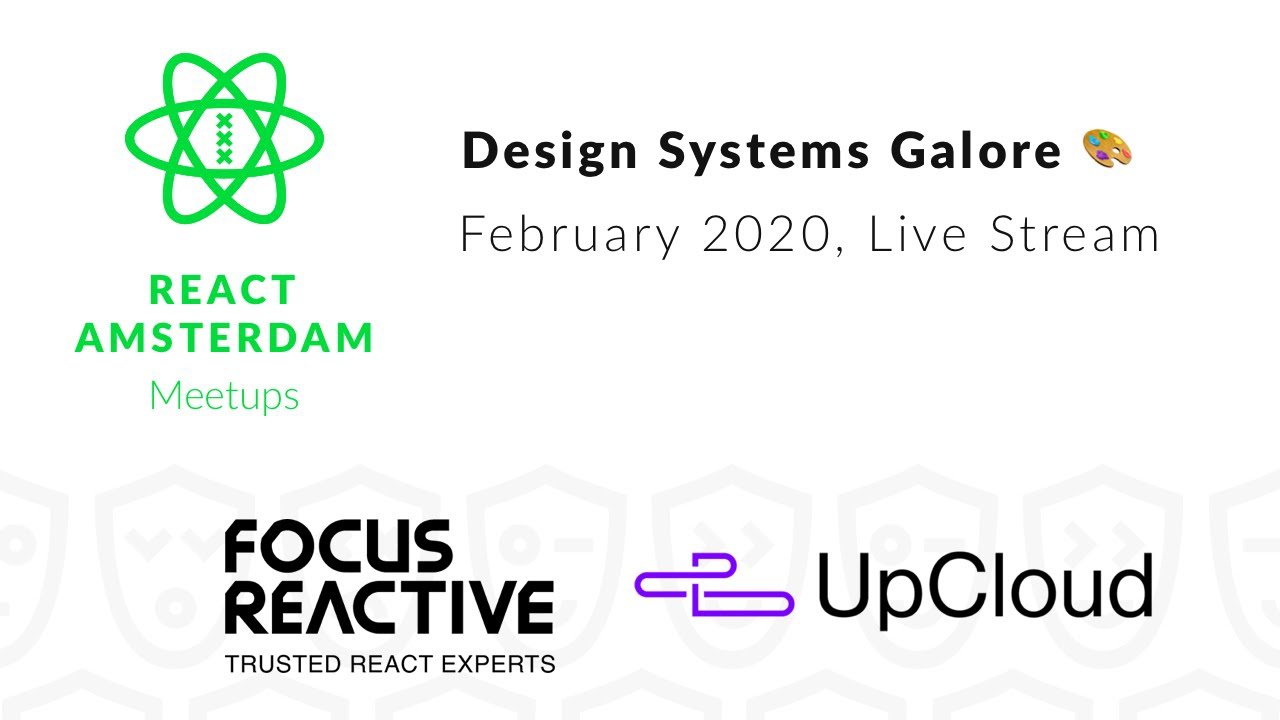 REACT
AMSTERDAM
Meetups
Design Systems Galore 🎨
February 2020, Live Stream
FOCUS
REACTIVE
TRUSTED REACT EXPERTS
UpCloud